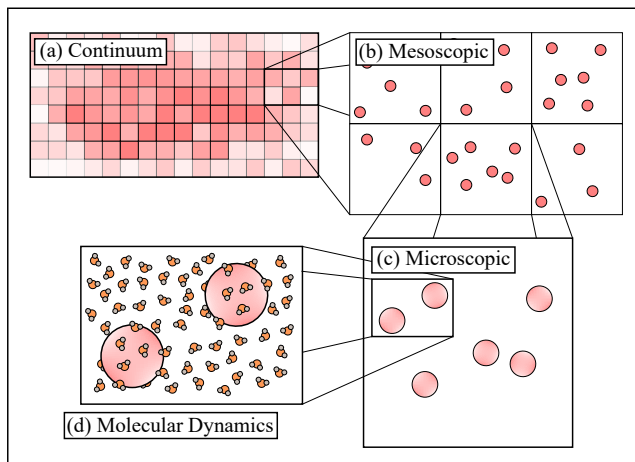 (a) Continuum
(b) Mesoscopic
(c) Microscopic
(d) Molecular Dynamics